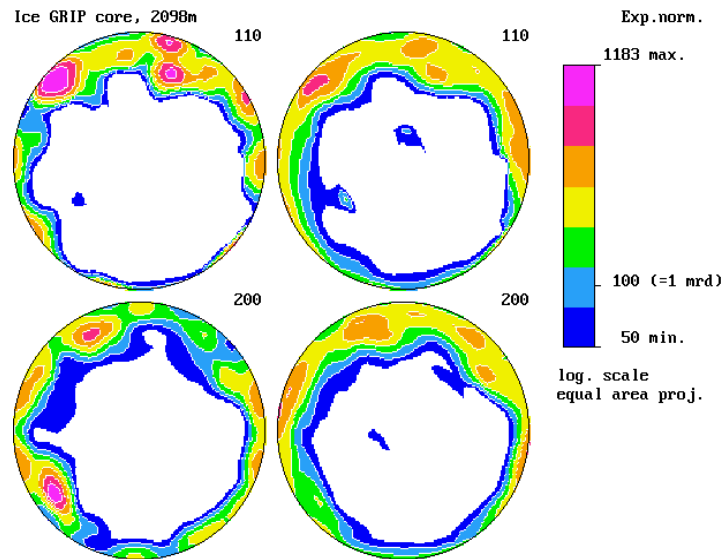 Ice GRIP core, 2098m
110
110
Exp.norm.
1183 max.
100 (=1 mrd)
50 min.
200
200
log. scale
equal area proj.